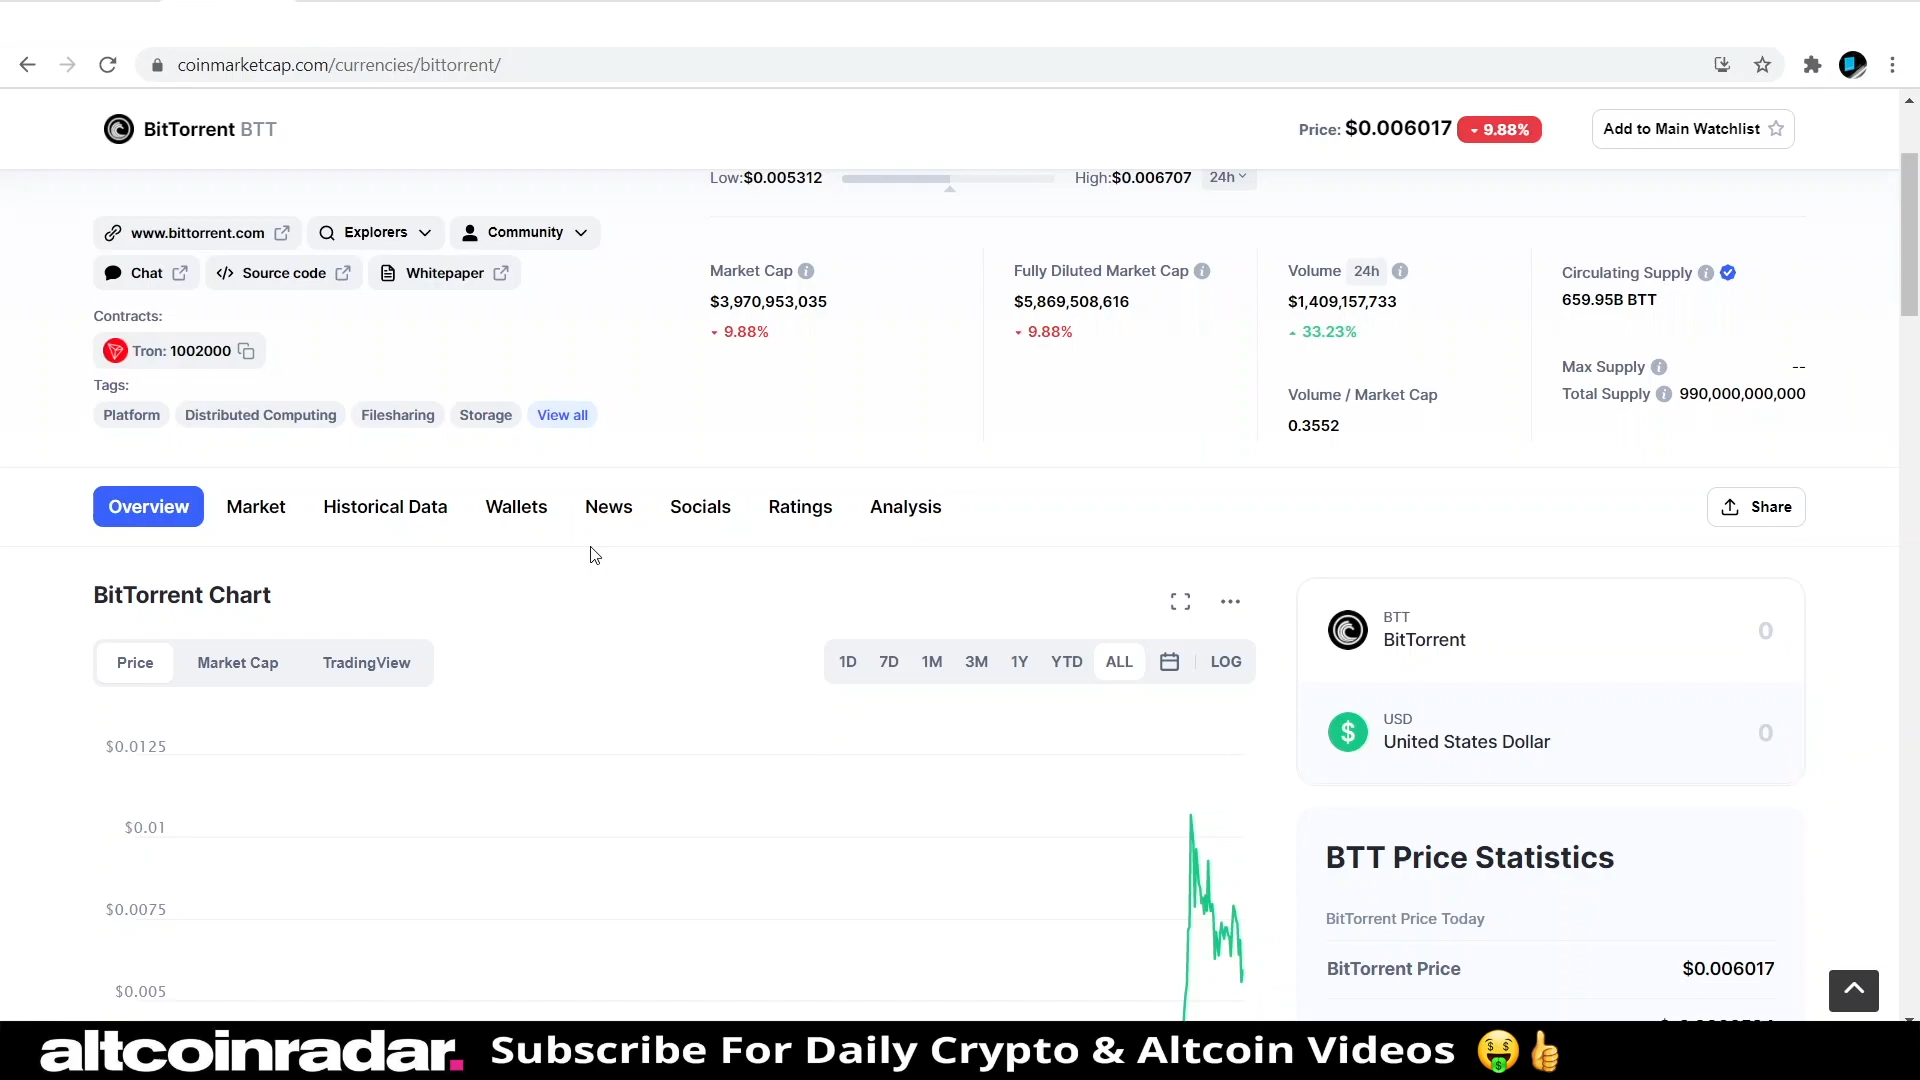 coinmarketcap.com/currencies/bittorrent/
BitTorrent BTT
Price: $0.006017 9.88%
Add to Main Watchlist
Low:$0.005312 High:$0.006707 24h
www.bittorrent.com Explorers Community
Chat Source code Whitepaper
Contracts:
Tron: 1002000
Tags:
Platform Distributed Computing Filesharing Storage View all
Market Cap
$3,970,953,035
9.88%
Fully Diluted Market Cap
$5,869,508,616
9.88%
Volume 24h
$1,409,157,733
33.23%
Volume / Market Cap
0.3552
Circulating Supply
659.95B BTT
Max Supply --
Total Supply 990,000,000,000
Overview Market Historical Data Wallets News Socials Ratings Analysis Share
BitTorrent Chart
Price Market Cap TradingView
1D 7D 1M 3M 1Y YTD ALL LOG
$0.0125
$0.01
$0.0075
$0.005
BTT
BitTorrent 0
USD
United States Dollar 0
BTT Price Statistics
BitTorrent Price Today
BitTorrent Price $0.006017
altcoinradar. Subscribe For Daily Crypto & Altcoin Videos